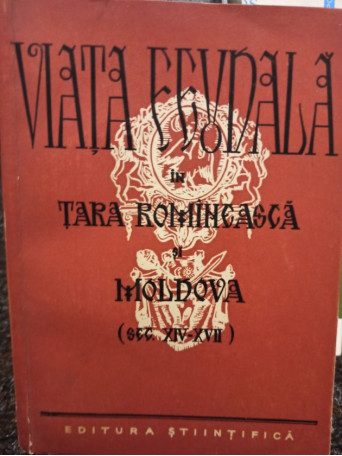 VIAȚA FEUDALĂ
în
ȚARA ROMÎNEASCĂ
și
MOLDOVA
(SEC. XIV-XVII)
EDITURA ȘTIINȚIFICĂ